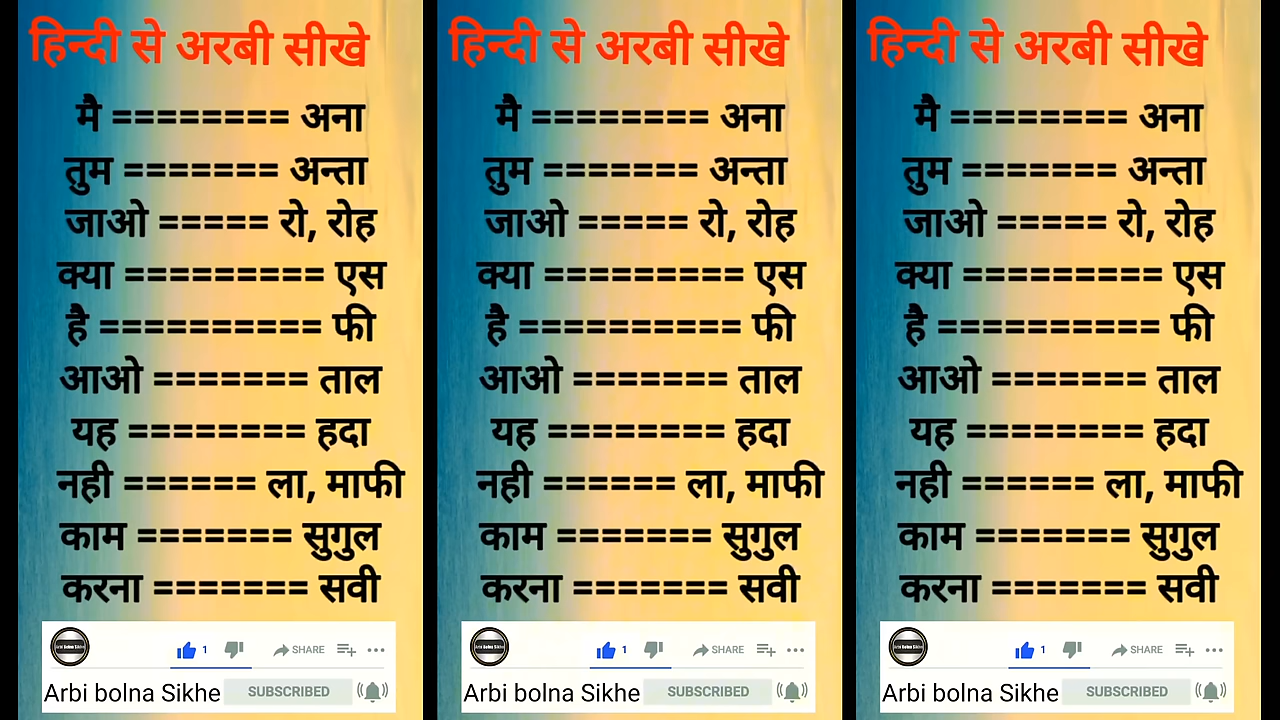 हिन्दी से अरबी सीखे
मै ======== अना
तुम ======= अन्ता
जाओ ===== रो, रोह
क्या ========= एस
है ========== फी
आओ ======= ताल
यह ======== हदा
नही ====== ला, माफी
काम ======= सुगुल
करना ======= सवी
1 SHARE
Arbi bolna Sikhe SUBSCRIBED
हिन्दी से अरबी सीखे
मै ======== अना
तुम ======= अन्ता
जाओ ===== रो, रोह
क्या ========= एस
है ========== फी
आओ ======= ताल
यह ======== हदा
नही ====== ला, माफी
काम ======= सुगुल
करना ======= सवी
1 SHARE
Arbi bolna Sikhe SUBSCRIBED
हिन्दी से अरबी सीखे
मै ======== अना
तुम ======= अन्ता
जाओ ===== रो, रोह
क्या ========= एस
है ========== फी
आओ ======= ताल
यह ======== हदा
नही ====== ला, माफी
काम ======= सुगुल
करना ======= सवी
1 SHARE
Arbi bolna Sikhe SUBSCRIBED